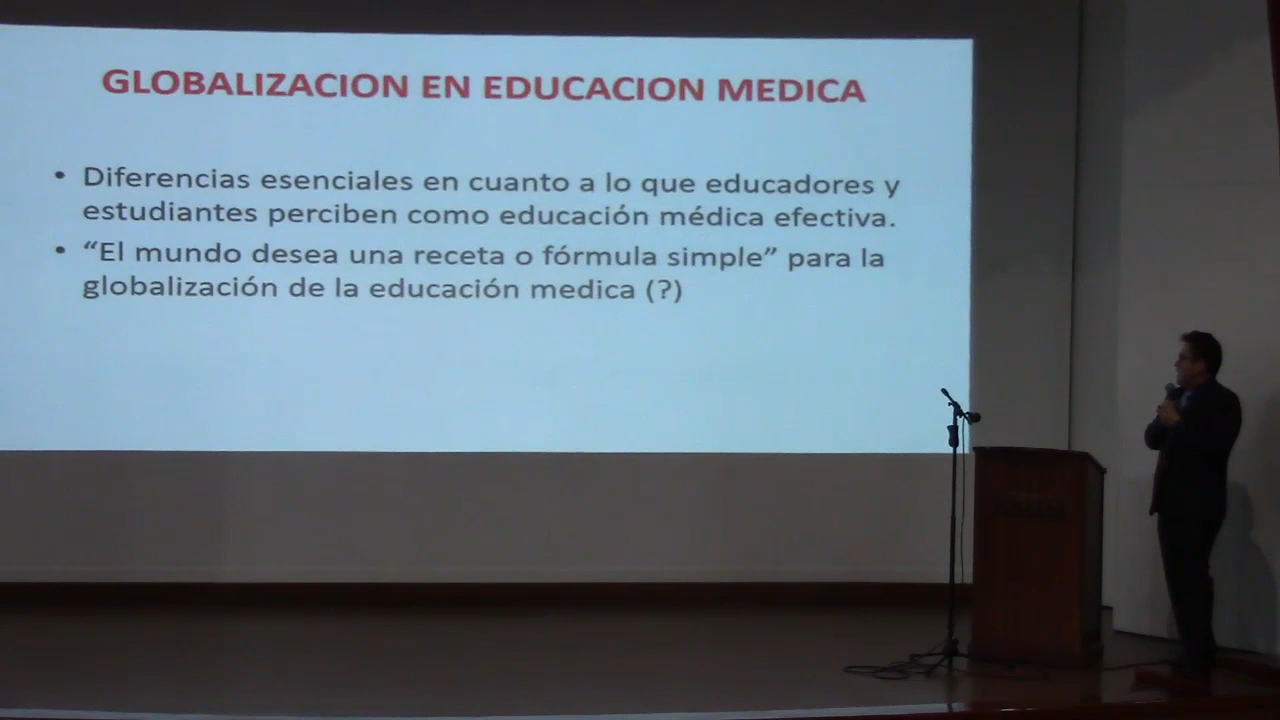 GLOBALIZACION EN EDUCACION MEDICA
• Diferencias esenciales en cuanto a lo que educadores y
estudiantes perciben como educación médica efectiva.
• “El mundo desea una receta o fórmula simple” para la
globalización de la educación medica (?)